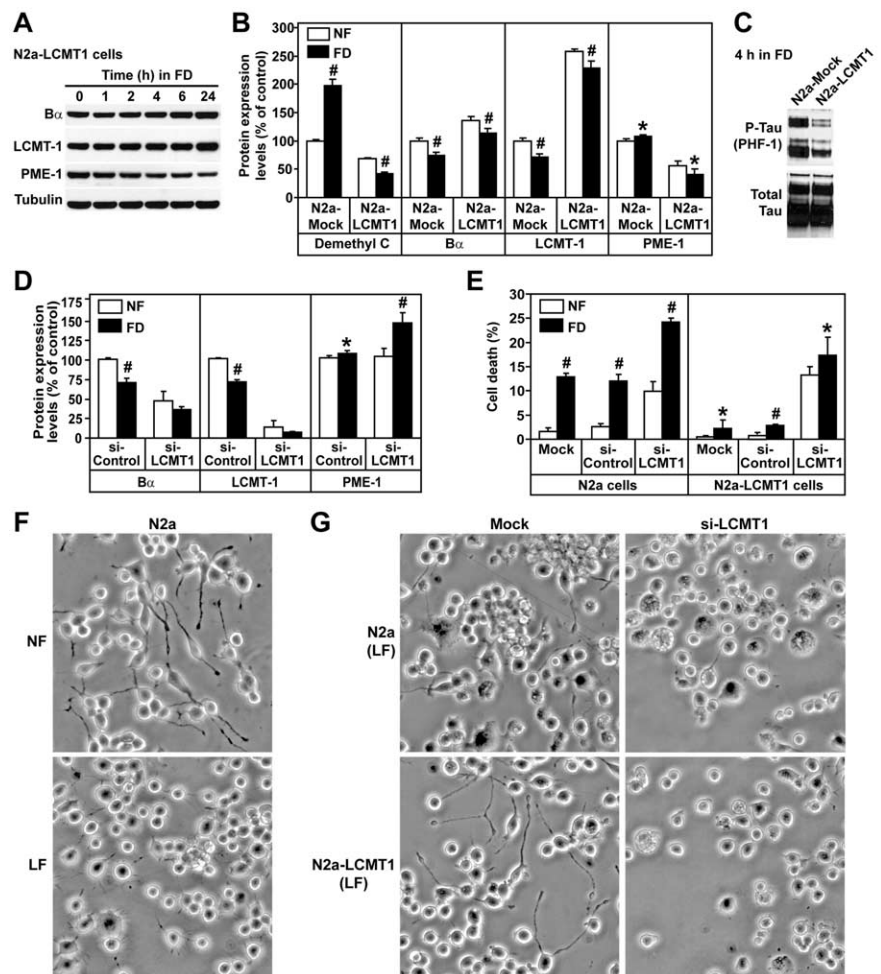 A
N2a-LCMT1 cells
Time (h) in FD
0 1 2 4 6 24
Bα
LCMT-1
PME-1
Tubulin
B
Protein expression
levels (% of control)
300
250
200
150
100
50
0
NF
FD
#
#
#
#
#
#
*
*
N2a-
Mock
N2a-
LCMT1
N2a-
Mock
N2a-
LCMT1
N2a-
Mock
N2a-
LCMT1
N2a-
Mock
N2a-
LCMT1
Demethyl C
Bα
LCMT-1
PME-1
C
4 h in FD
N2a-Mock
N2a-LCMT1
P-Tau
(PHF-1)
Total
Tau
D
Protein expression
levels (% of control)
175
150
125
100
75
50
25
0
NF
FD
#
#
*
#
si-
Control
si-
LCMT1
si-
Control
si-
LCMT1
si-
Control
si-
LCMT1
Bα
LCMT-1
PME-1
E
Cell death (%)
30
25
20
15
10
5
0
NF
FD
#
#
#
*
#
*
Mock
si-
Control
si-
LCMT1
Mock
si-
Control
si-
LCMT1
N2a cells
N2a-LCMT1 cells
F
N2a
NF
LF
G
Mock
si-LCMT1
N2a
(LF)
N2a-LCMT1
(LF)